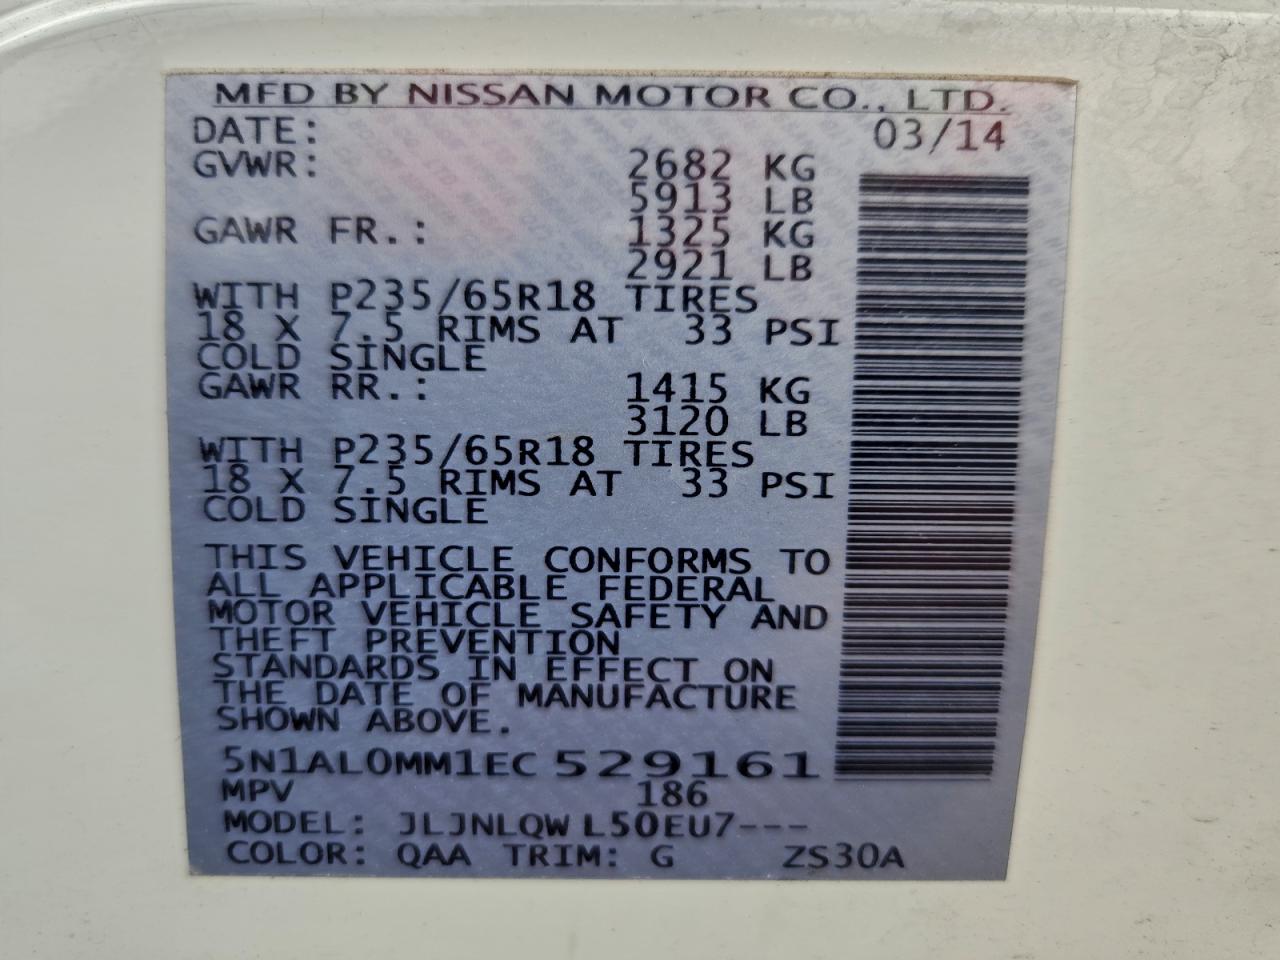 MFD BY NISSAN MOTOR CO., LTD.
DATE: 03/14
GVWR: 2682 KG
5913 LB
GAWR FR.: 1325 KG
2921 LB
WITH P235/65R18 TIRES
18 X 7.5 RIMS AT 33 PSI
COLD SINGLE
GAWR RR.: 1415 KG
3120 LB
WITH P235/65R18 TIRES
18 X 7.5 RIMS AT 33 PSI
COLD SINGLE
THIS VEHICLE CONFORMS TO
ALL APPLICABLE FEDERAL
MOTOR VEHICLE SAFETY AND
THEFT PREVENTION
STANDARDS IN EFFECT ON
THE DATE OF MANUFACTURE
SHOWN ABOVE.
5N1AL0MM1EC 529161
MPV 186
MODEL: JLJNLQW L50EU7---
COLOR: QAA TRIM: G ZS30A